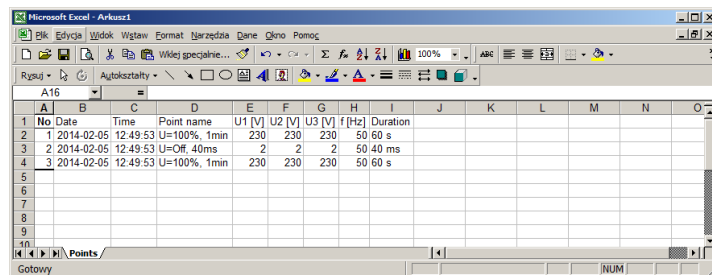 Microsoft Excel - Arkusz1
Plik Edycja Widok Wstaw Format Narzędzia Dane Okno Pomoc
Wklej specjalnie... 100%
Rysuj Autokształty
A16 =
A B C D E F G H I J K L M N O
1 No Date Time Point name U1 [V] U2 [V] U3 [V] f [Hz] Duration
2 1 2014-02-05 12:49:53 U=100%, 1min 230 230 230 50 60 s
3 2 2014-02-05 12:49:53 U=Off, 40ms 2 2 2 50 40 ms
4 3 2014-02-05 12:49:53 U=100%, 1min 230 230 230 50 60 s
5
6
7
8
9
10
Points
Gotowy NUM